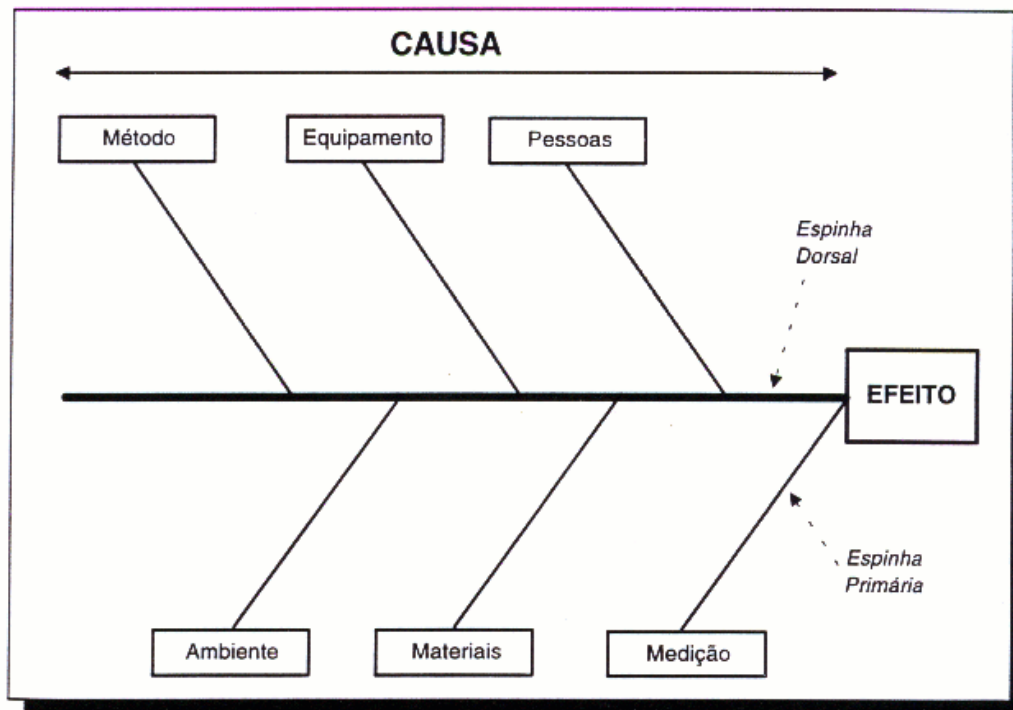 CAUSA
Método
Equipamento
Pessoas
Espinha
Dorsal
EFEITO
Espinha
Primária
Ambiente
Materiais
Medição